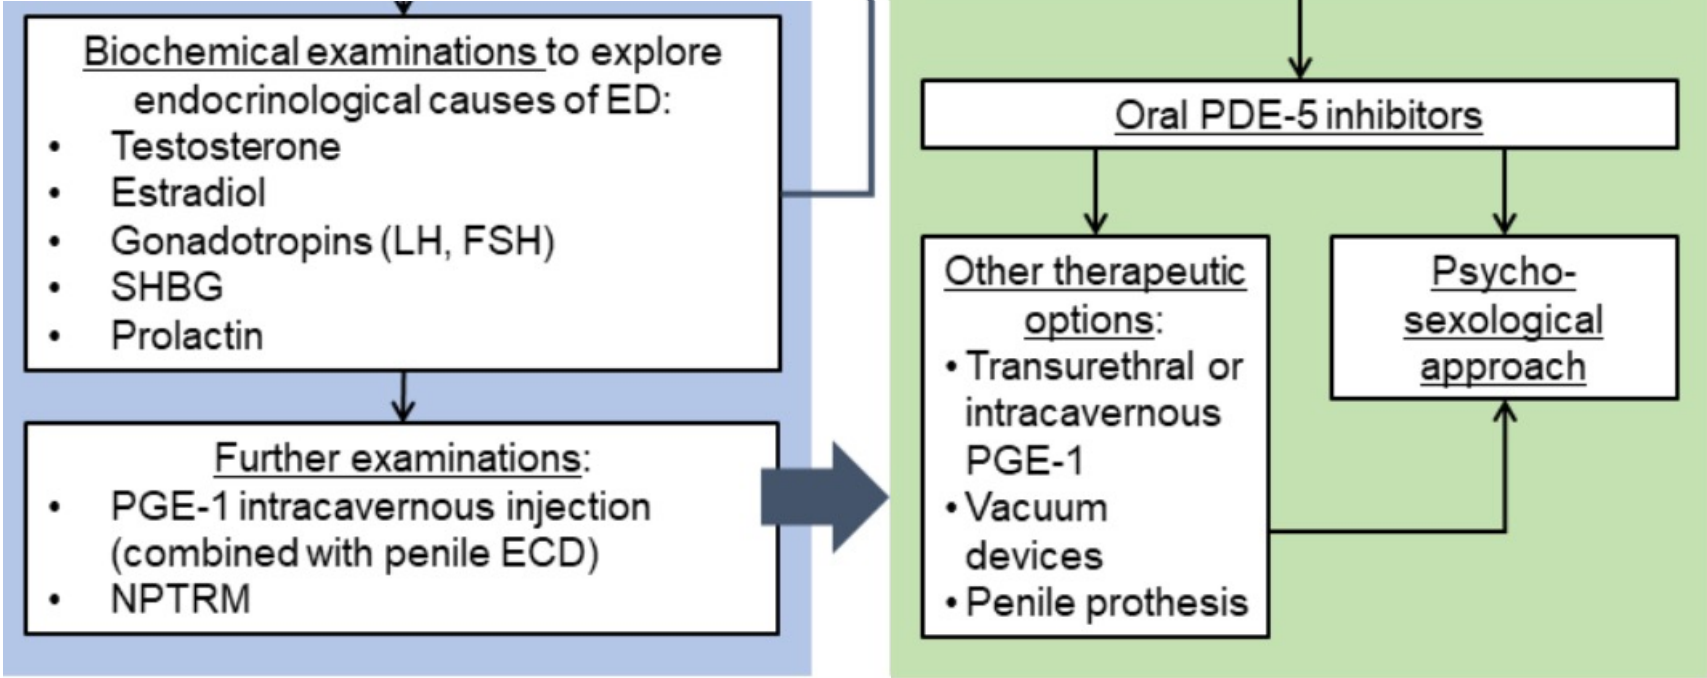 Biochemical examinations to explore
endocrinological causes of ED:
• Testosterone
• Estradiol
• Gonadotropins (LH, FSH)
• SHBG
• Prolactin
Further examinations:
• PGE-1 intracavernous injection
(combined with penile ECD)
• NPTRM
Oral PDE-5 inhibitors
Other therapeutic
options:
• Transurethral or
intracavernous
PGE-1
• Vacuum
devices
• Penile prothesis
Psycho-
sexological
approach